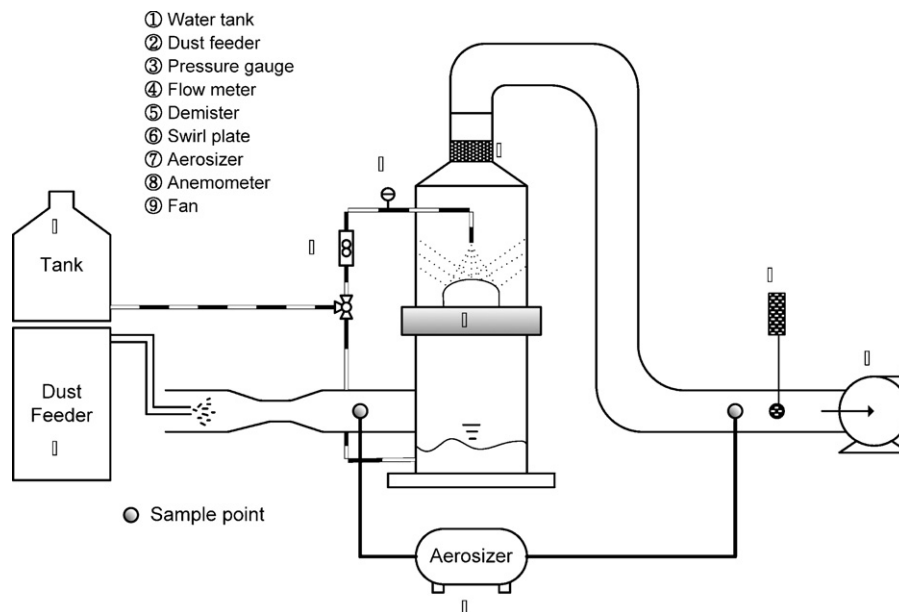 ① Water tank
② Dust feeder
③ Pressure gauge
④ Flow meter
⑤ Demister
⑥ Swirl plate
⑦ Aerosizer
⑧ Anemometer
⑨ Fan
Tank
Dust
Feeder
Sample point
Aerosizer